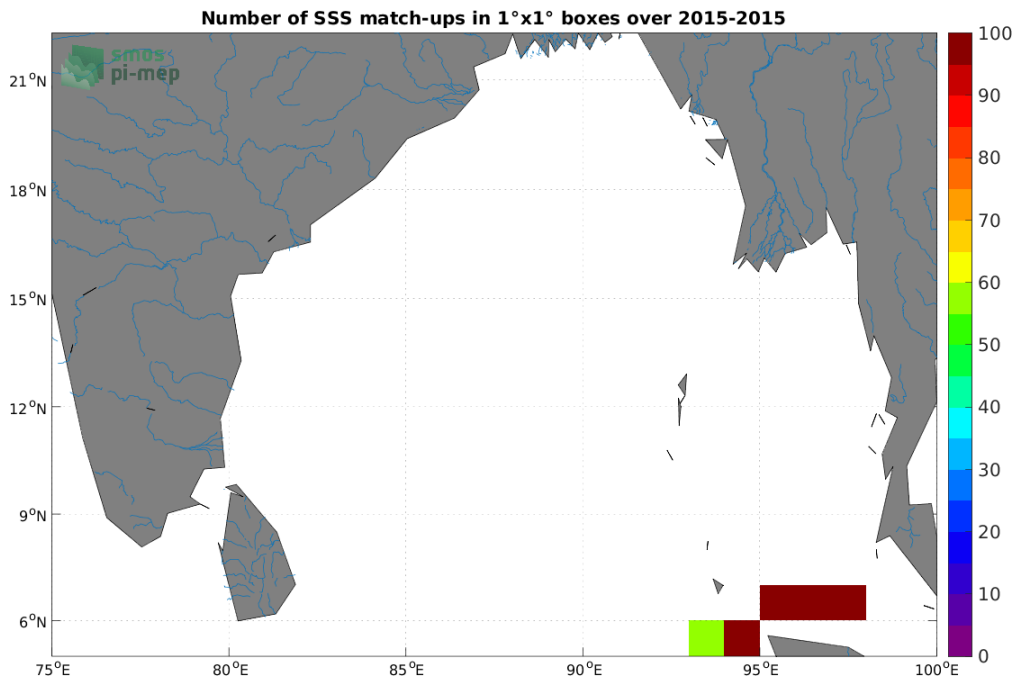 Number of SSS match-ups in 1°x1° boxes over 2015-2015
smos
pi-mep
21°N
18°N
15°N
12°N
9°N
6°N
75°E
80°E
85°E
90°E
95°E
100°E
100
90
80
70
60
50
40
30
20
10
0